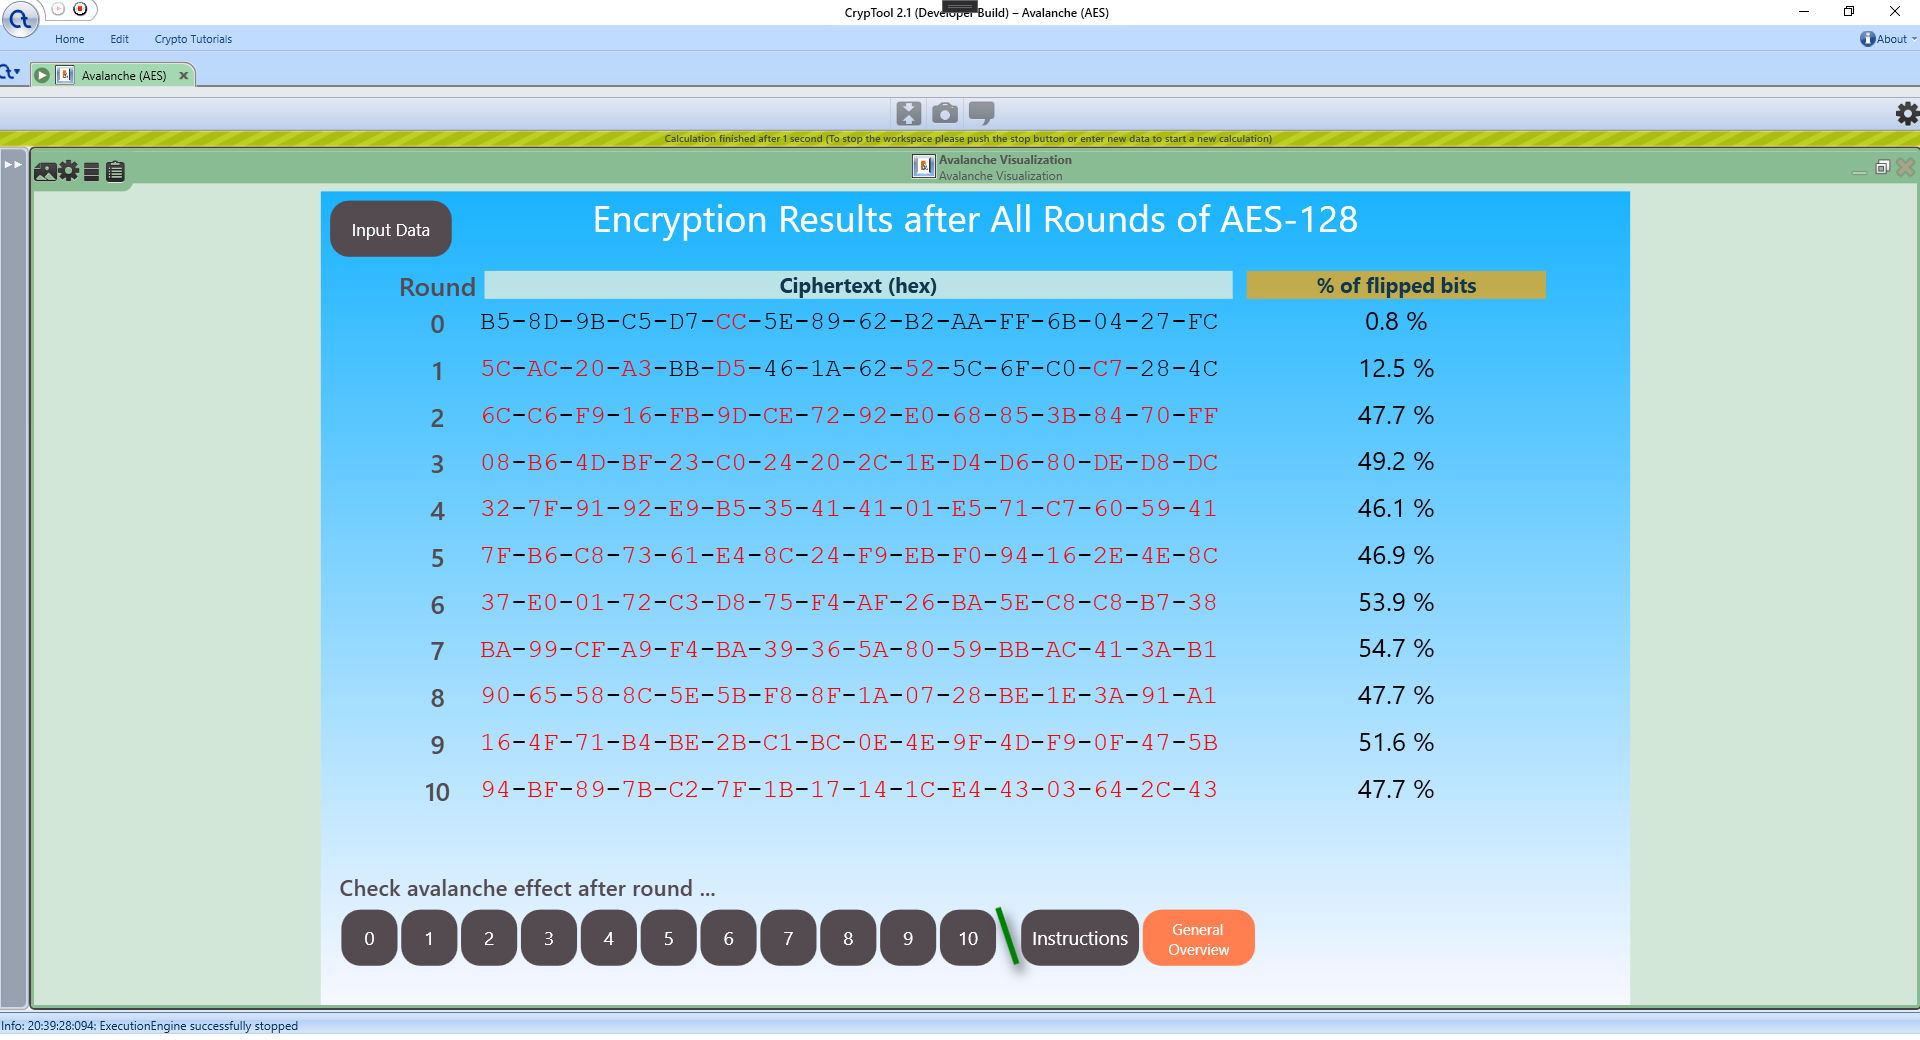 CrypTool 2.1 (Developer Build) – Avalanche (AES)
Home Edit Crypto Tutorials About
Avalanche (AES)
Calculation finished after 1 second (To stop the workspace please push the stop button or enter new data to start a new calculation)
Avalanche Visualization
Avalanche Visualization
Input Data
Encryption Results after All Rounds of AES-128
Round Ciphertext (hex) % of flipped bits
0 B5-8D-9B-C5-D7-CC-5E-89-62-B2-AA-FF-6B-04-27-FC 0.8 %
1 5C-AC-20-A3-BB-D5-46-1A-62-52-5C-6F-C0-C7-28-4C 12.5 %
2 6C-C6-F9-16-FB-9D-CE-72-92-E0-68-85-3B-84-70-FF 47.7 %
3 08-B6-4D-BF-23-C0-24-20-2C-1E-D4-D6-80-DE-D8-DC 49.2 %
4 32-7F-91-92-E9-B5-35-41-41-01-E5-71-C7-60-59-41 46.1 %
5 7F-B6-C8-73-61-E4-8C-24-F9-EB-F0-94-16-2E-4E-8C 46.9 %
6 37-E0-01-72-C3-D8-75-F4-AF-26-BA-5E-C8-C8-B7-38 53.9 %
7 BA-99-CF-A9-F4-BA-39-36-5A-80-59-BB-AC-41-3A-B1 54.7 %
8 90-65-58-8C-5E-5B-F8-8F-1A-07-28-BE-1E-3A-91-A1 47.7 %
9 16-4F-71-B4-BE-2B-C1-BC-0E-4E-9F-4D-F9-0F-47-5B 51.6 %
10 94-BF-89-7B-C2-7F-1B-17-14-1C-E4-43-03-64-2C-43 47.7 %
Check avalanche effect after round ...
0 1 2 3 4 5 6 7 8 9 10 Instructions General
Overview
Info: 20:39:28:094: ExecutionEngine successfully stopped